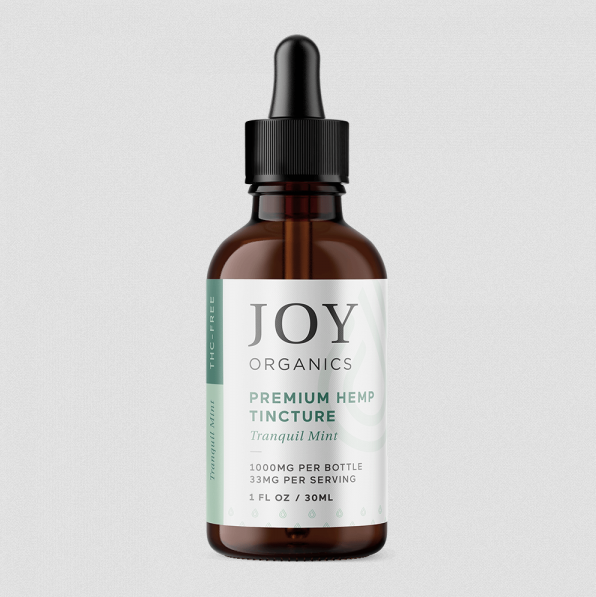 JOY
ORGANICS
PREMIUM HEMP
TINCTURE
Tranquil Mint
1000MG PER BOTTLE
33MG PER SERVING
1 FL OZ / 30ML
THC-FREE
Tranquil Mint